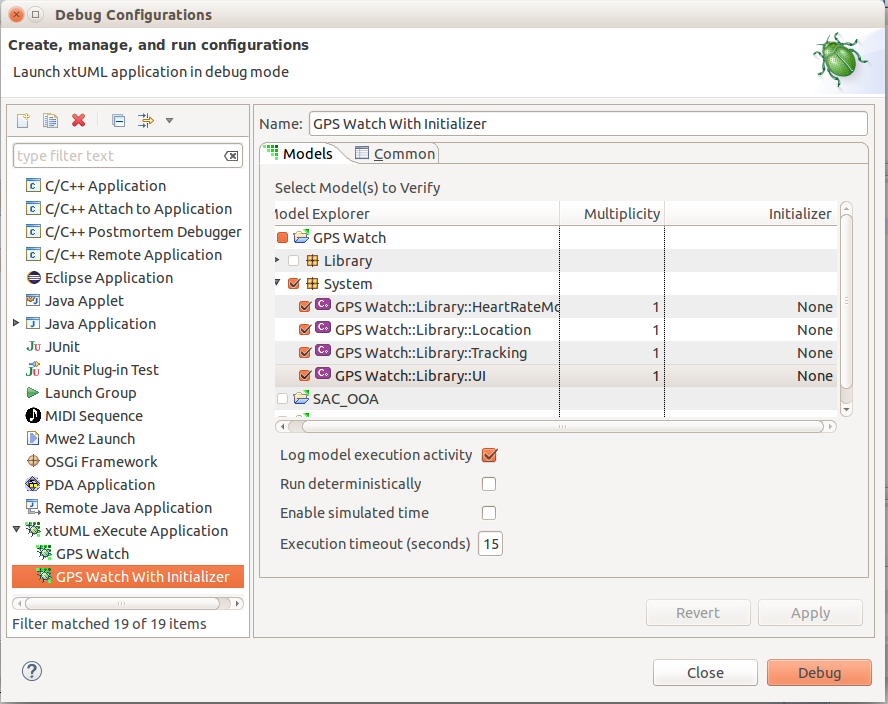 Debug Configurations
Create, manage, and run configurations
Launch xtUML application in debug mode
type filter text
C/C++ Application
C/C++ Attach to Application
C/C++ Postmortem Debugger
C/C++ Remote Application
Eclipse Application
Java Applet
Java Application
JUnit
JUnit Plug-in Test
Launch Group
MIDI Sequence
Mwe2 Launch
OSGi Framework
PDA Application
Remote Java Application
xtUML eXecute Application
GPS Watch
GPS Watch With Initializer
Filter matched 19 of 19 items
Name: GPS Watch With Initializer
Models Common
Select Model(s) to Verify
Model Explorer Multiplicity Initializer
GPS Watch
Library
System
GPS Watch::Library::HeartRateMo 1 None
GPS Watch::Library::Location 1 None
GPS Watch::Library::Tracking 1 None
GPS Watch::Library::UI 1 None
SAC_OOA
Log model execution activity
Run deterministically
Enable simulated time
Execution timeout (seconds) 15
Revert Apply
Close Debug